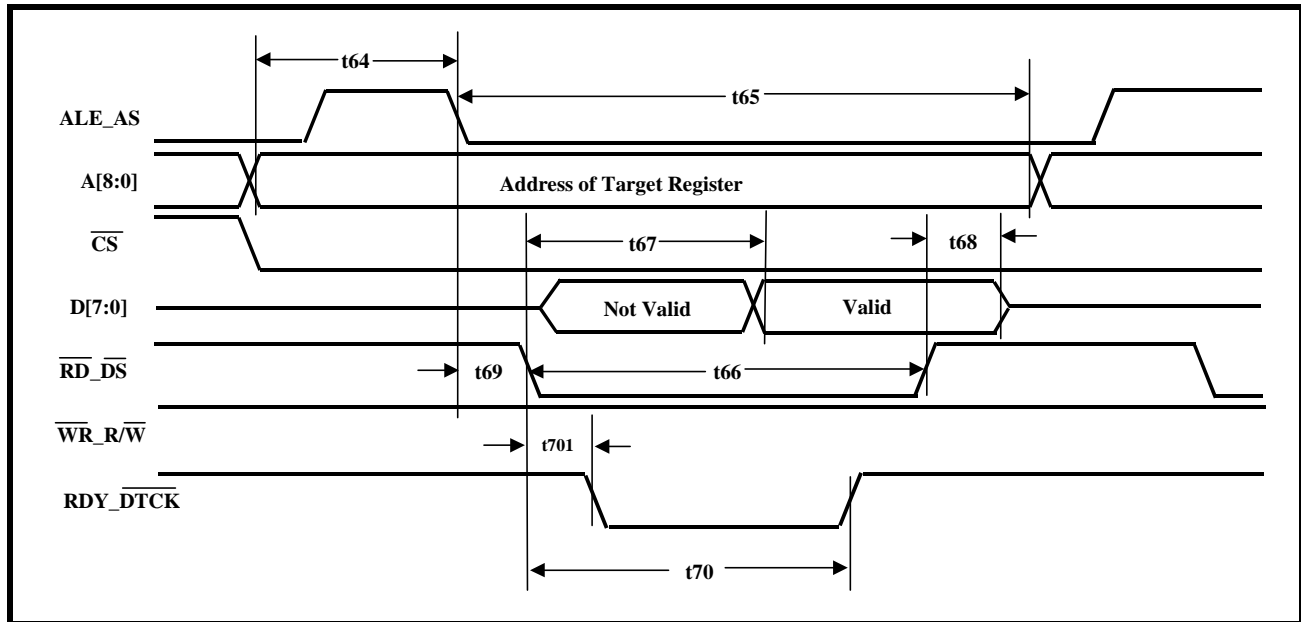 t64
t65
ALE_AS
A[8:0]
Address of Target Register
CS
t67
t68
D[7:0]
Not Valid
Valid
RD_DS
t69
t66
WR_R/W
t701
RDY_DTCK
t70